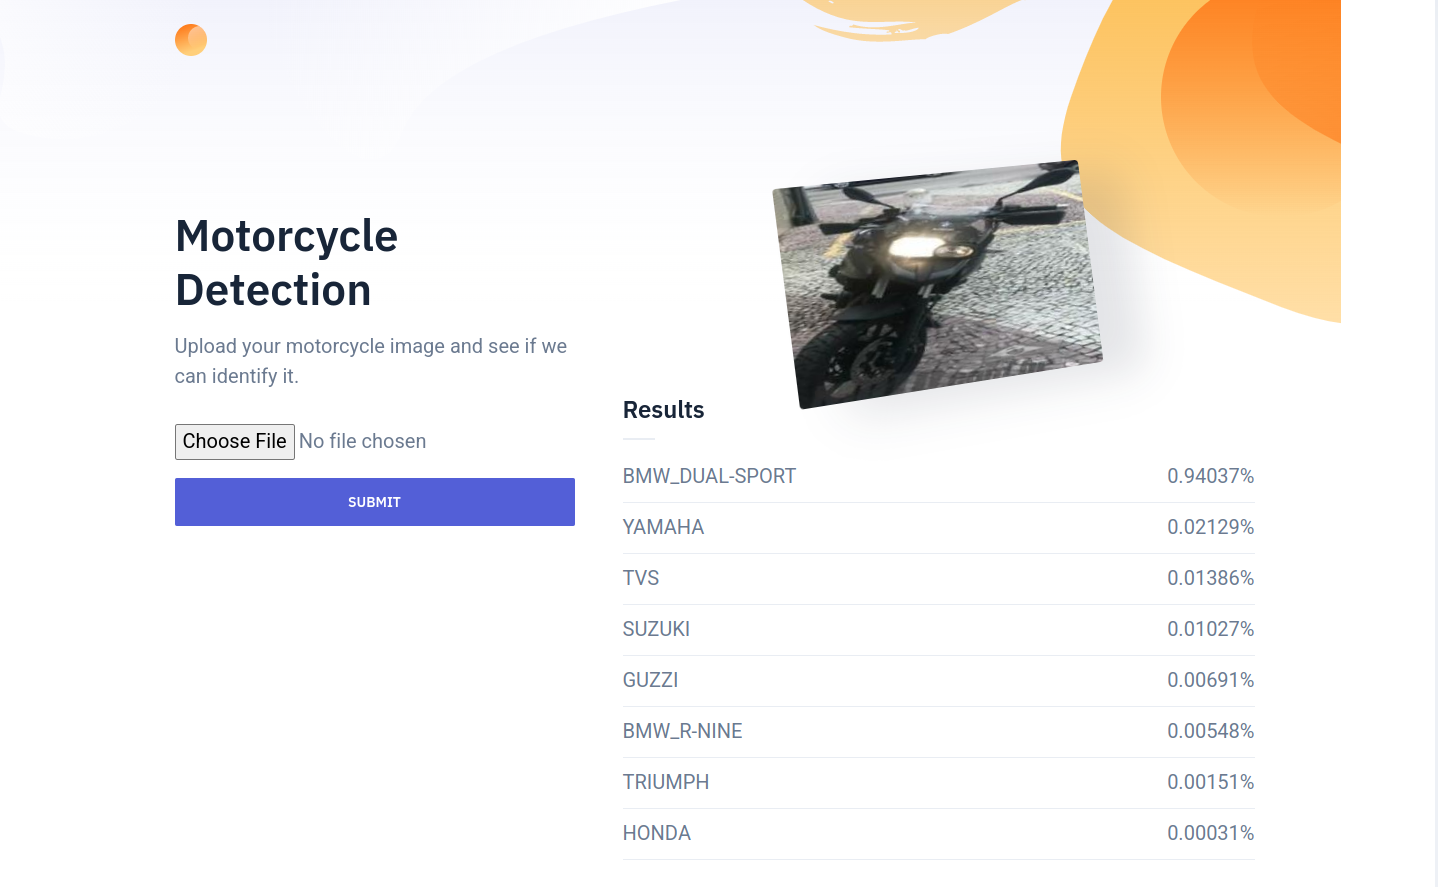 Motorcycle
Detection
Upload your motorcycle image and see if we
can identify it.
Choose File No file chosen
SUBMIT
Results
BMW_DUAL-SPORT 0.94037%
YAMAHA 0.02129%
TVS 0.01386%
SUZUKI 0.01027%
GUZZI 0.00691%
BMW_R-NINE 0.00548%
TRIUMPH 0.00151%
HONDA 0.00031%